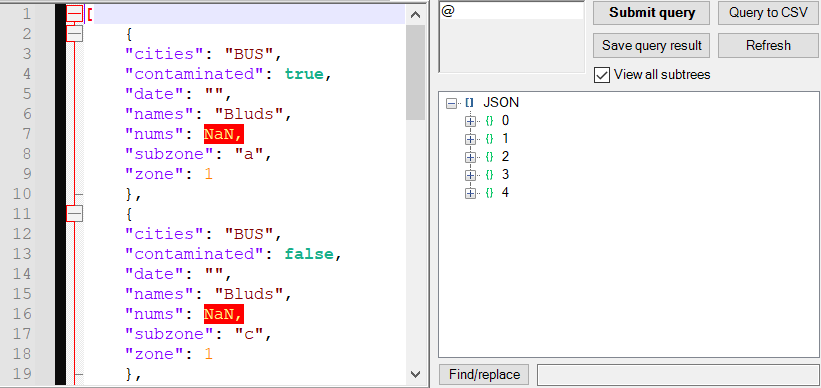 1 [
2 {
3 "cities": "BUS",
4 "contaminated": true,
5 "date": "",
6 "names": "Bluds",
7 "nums": NaN,
8 "subzone": "a",
9 "zone": 1
10 },
11 {
12 "cities": "BUS",
13 "contaminated": false,
14 "date": "",
15 "names": "Bluds",
16 "nums": NaN,
17 "subzone": "c",
18 "zone": 1
19 },
@
Submit query
Query to CSV
Save query result
Refresh
View all subtrees
[] JSON
{} 0
{} 1
{} 2
{} 3
{} 4
Find/replace